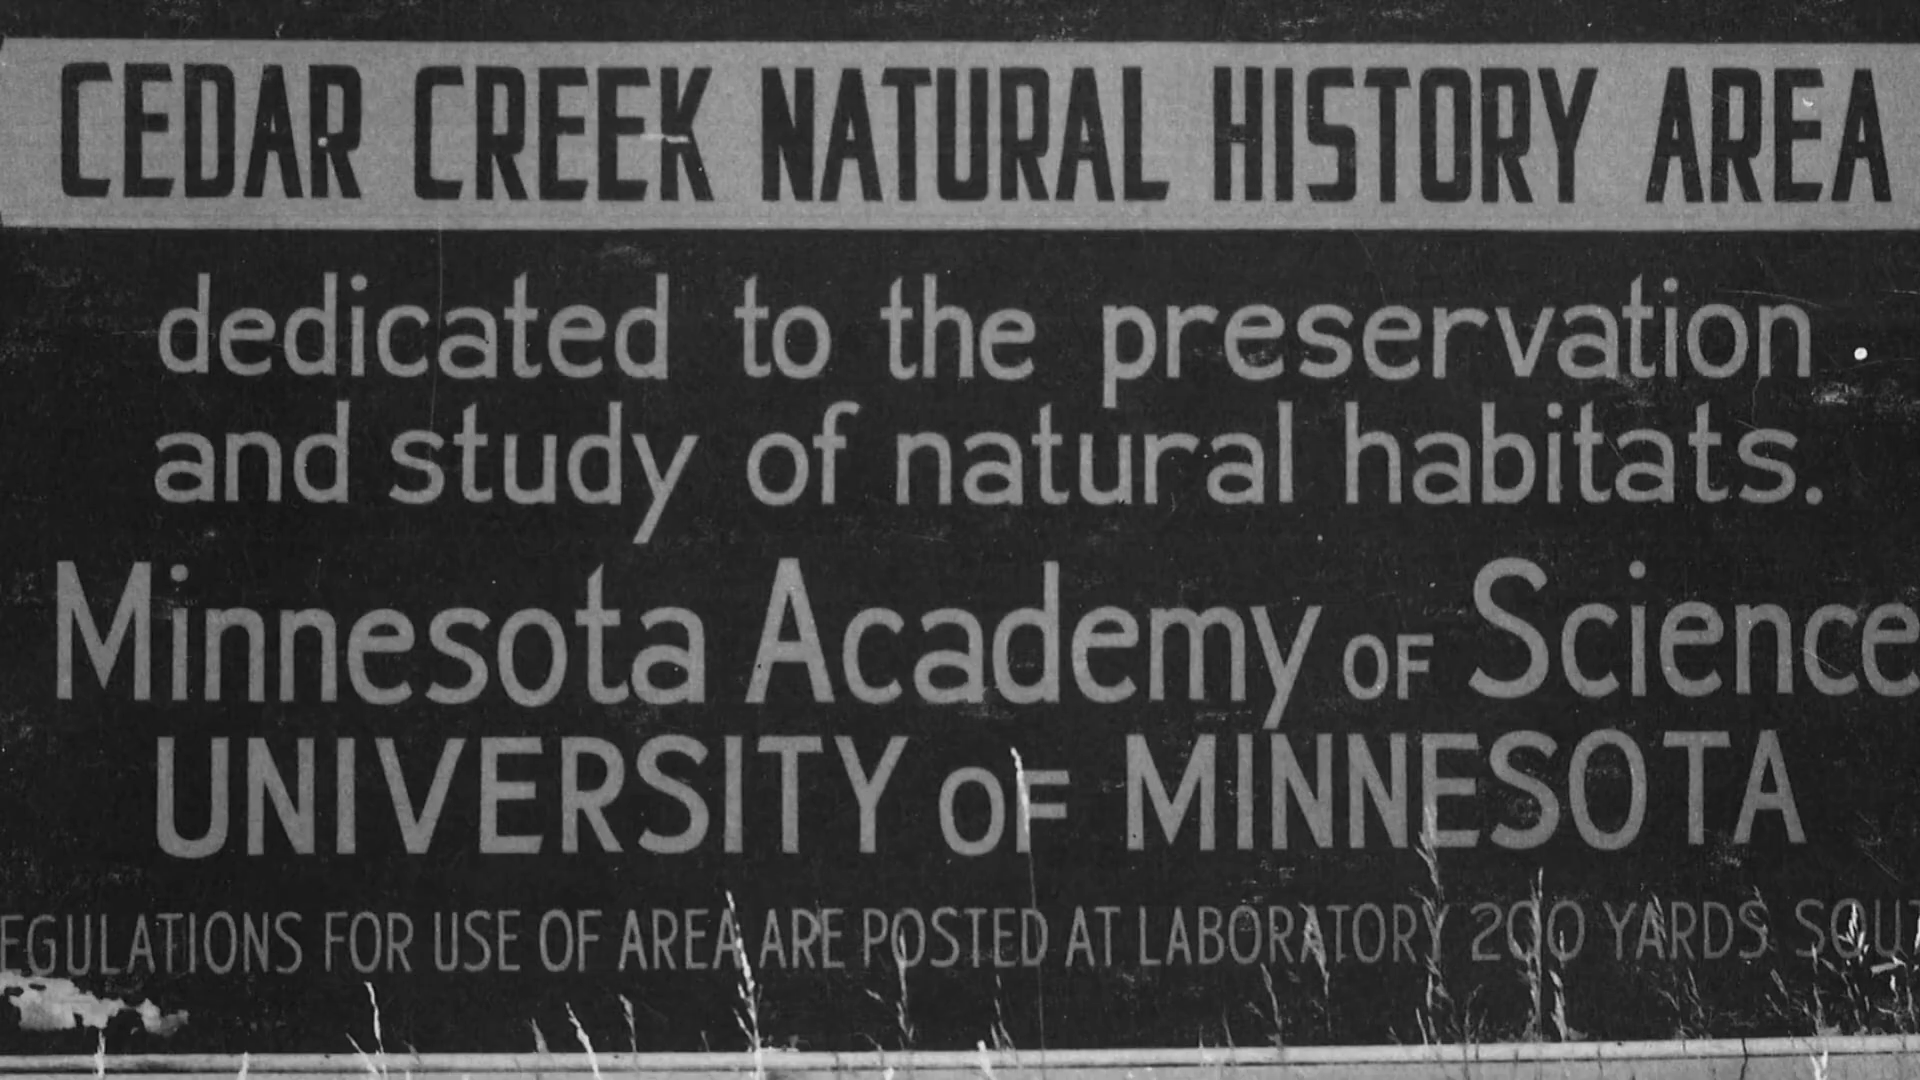 CEDAR CREEK NATURAL HISTORY AREA
dedicated to the preservation
and study of natural habitats.
Minnesota Academy OF Science
UNIVERSITY OF MINNESOTA
EGULATIONS FOR USE OF AREA ARE POSTED AT LABORATORY 200 YARDS SOUT